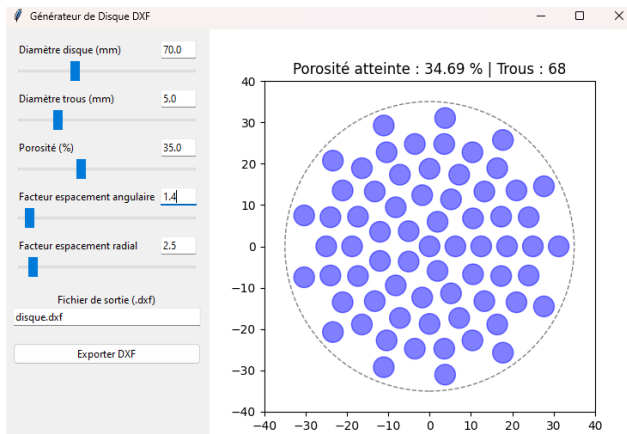 Générateur de Disque DXF
Diamètre disque (mm) 70.0
Diamètre trous (mm) 5.0
Porosité (%) 35.0
Facteur espacement angulaire 1.4
Facteur espacement radial 2.5
Fichier de sortie (.dxf)
disque.dxf
Exporter DXF
Porosité atteinte : 34.69 % | Trous : 68
40
30
20
10
0
−10
−20
−30
−40
−40 −30 −20 −10 0 10 20 30 40